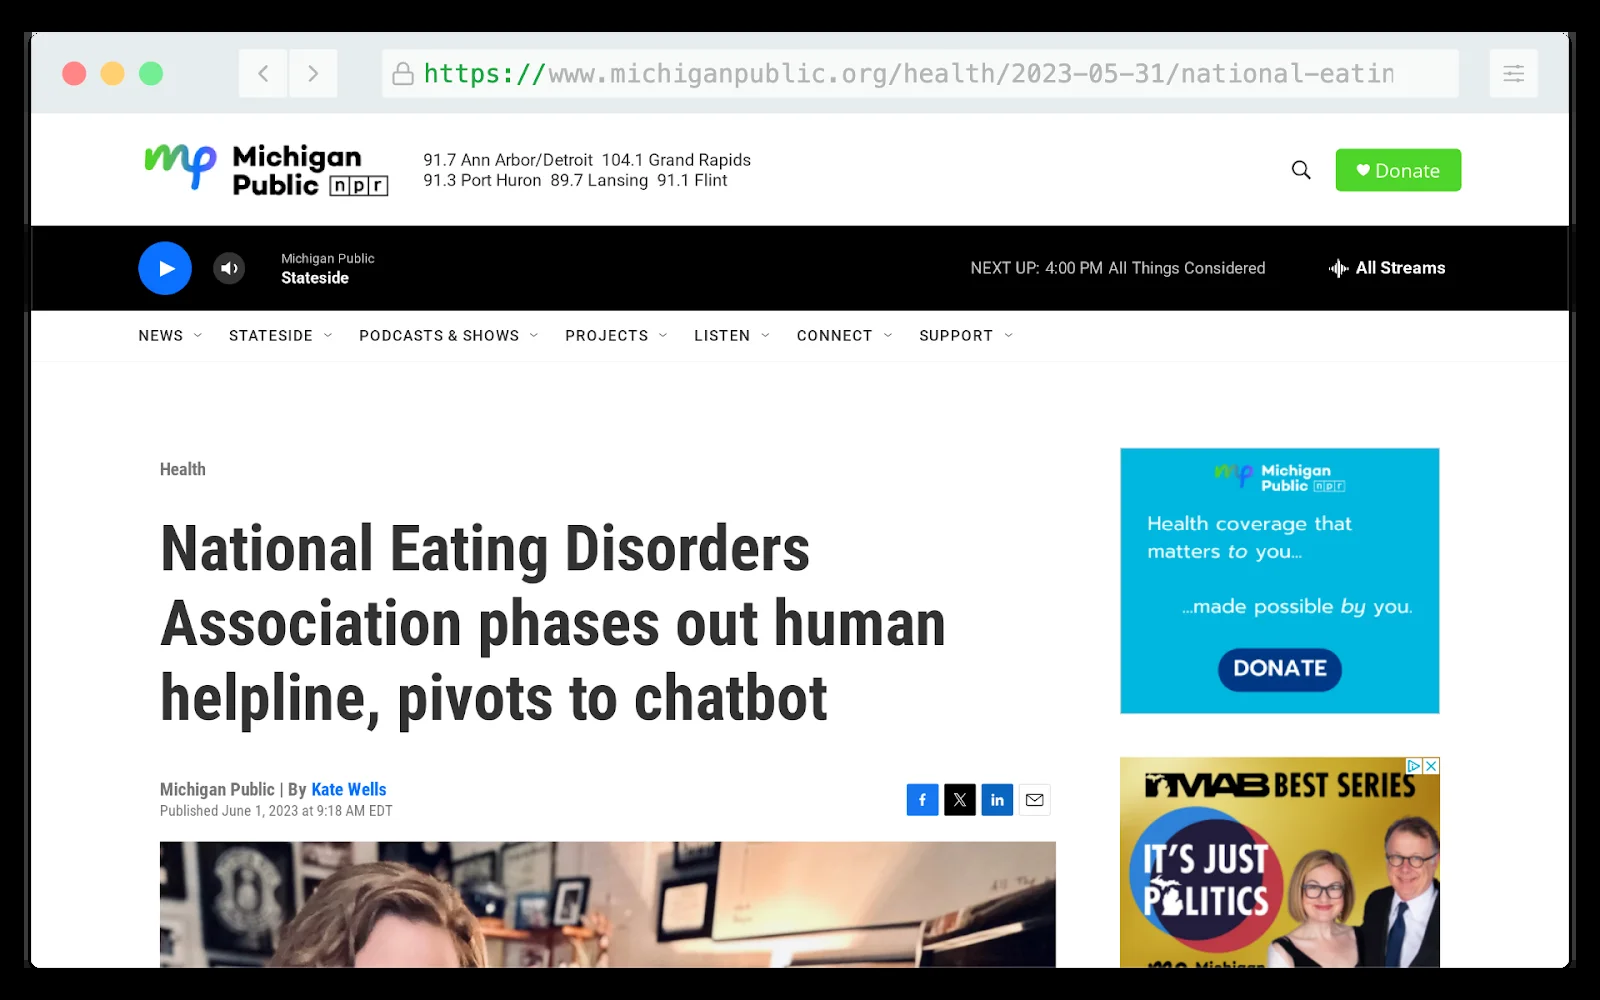 https://www.michiganpublic.org/health/2023-05-31/national-eatin
mp Michigan
Public npr
91.7 Ann Arbor/Detroit 104.1 Grand Rapids
91.3 Port Huron 89.7 Lansing 91.1 Flint
Donate
Michigan Public
Stateside
NEXT UP: 4:00 PM All Things Considered
All Streams
NEWS STATESIDE PODCASTS & SHOWS PROJECTS LISTEN CONNECT SUPPORT
Health
National Eating Disorders
Association phases out human
helpline, pivots to chatbot
Michigan Public | By Kate Wells
Published June 1, 2023 at 9:18 AM EDT
f X in
mp Michigan
Public npr
Health coverage that
matters to you...
...made possible by you.
DONATE
MAB BEST SERIES
IT'S JUST
POLITICS
mp Michigan